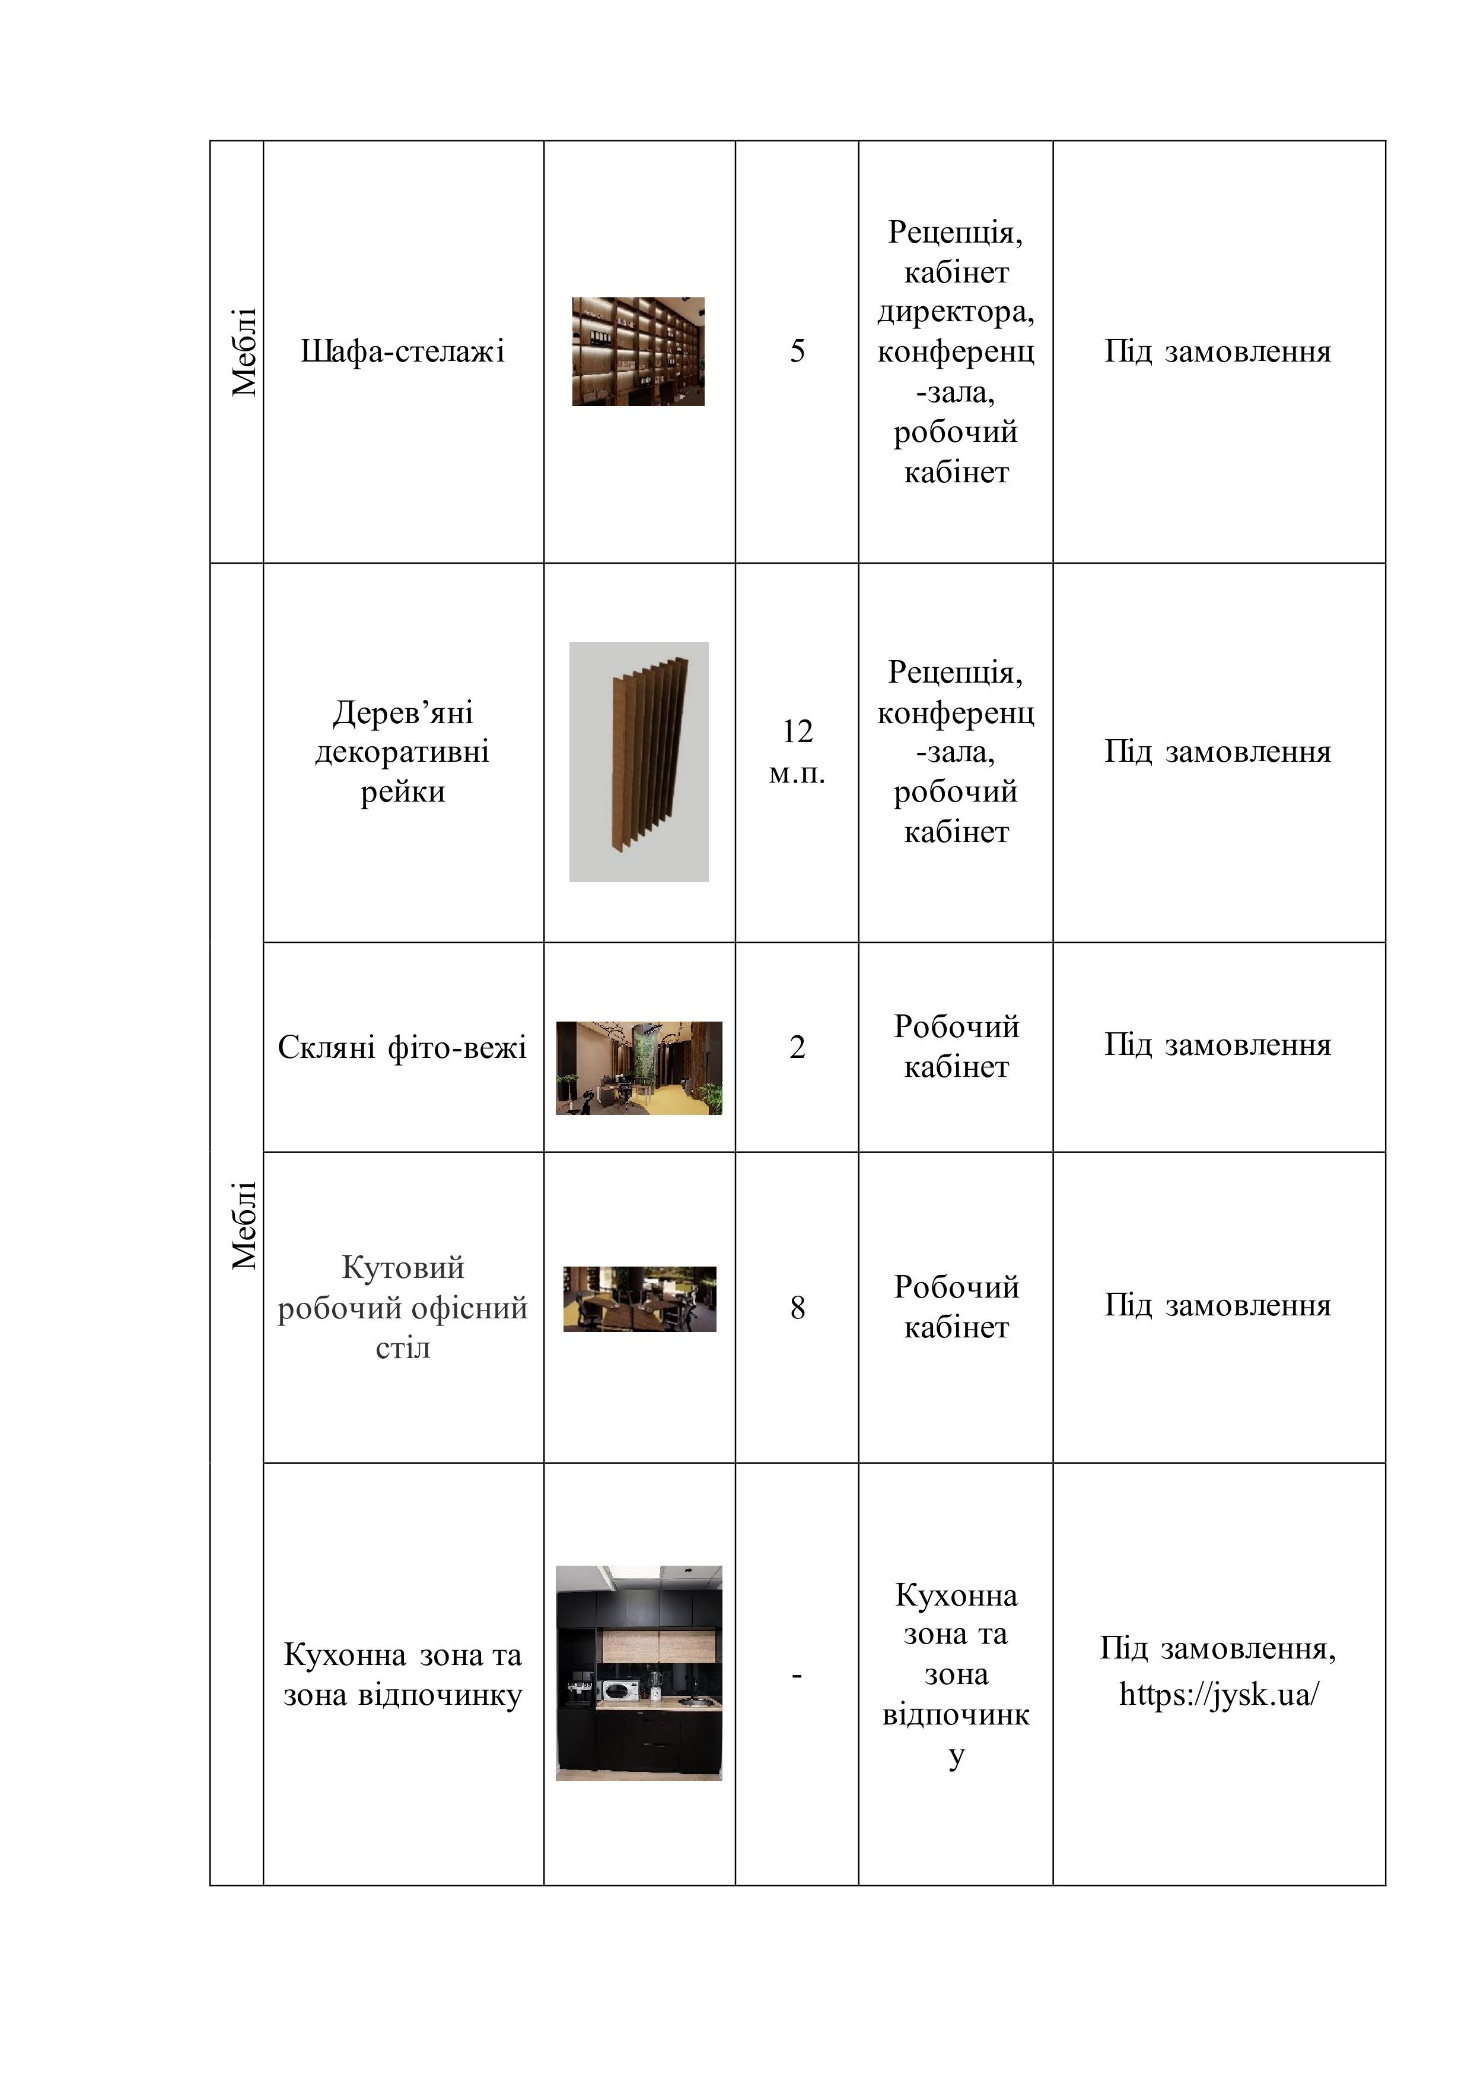 Меблі
Шафа-стелажі
5
Рецепція,
кабінет
директора,
конференц
-зала,
робочий
кабінет
Під замовлення
Меблі
Дерев’яні
декоративні
рейки
12
м.п.
Рецепція,
конференц
-зала,
робочий
кабінет
Під замовлення
Скляні фіто-вежі
2
Робочий
кабінет
Під замовлення
Кутовий
робочий офісний
стіл
8
Робочий
кабінет
Під замовлення
Кухонна зона та
зона відпочинку
-
Кухонна
зона та
зона
відпочинк
у
Під замовлення,
https://jysk.ua/